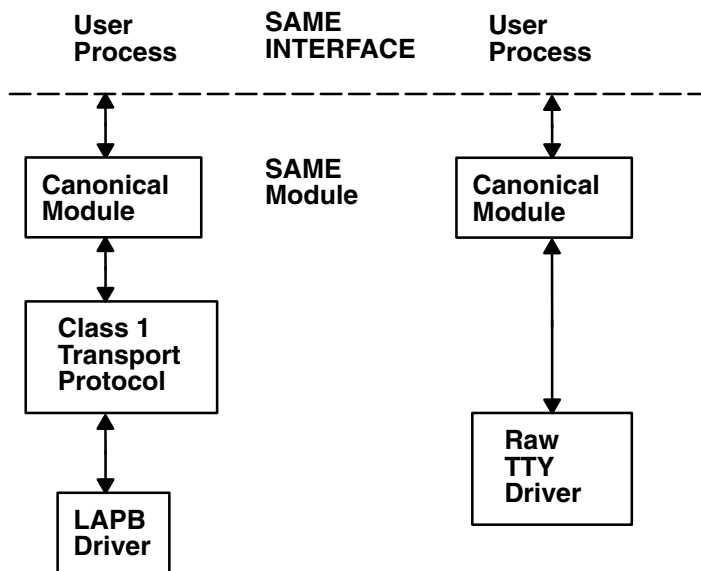 User
Process
SAME
INTERFACE
User
Process
Canonical
Module
SAME
Module
Canonical
Module
Class 1
Transport
Protocol
Raw
TTY
Driver
LAPB
Driver